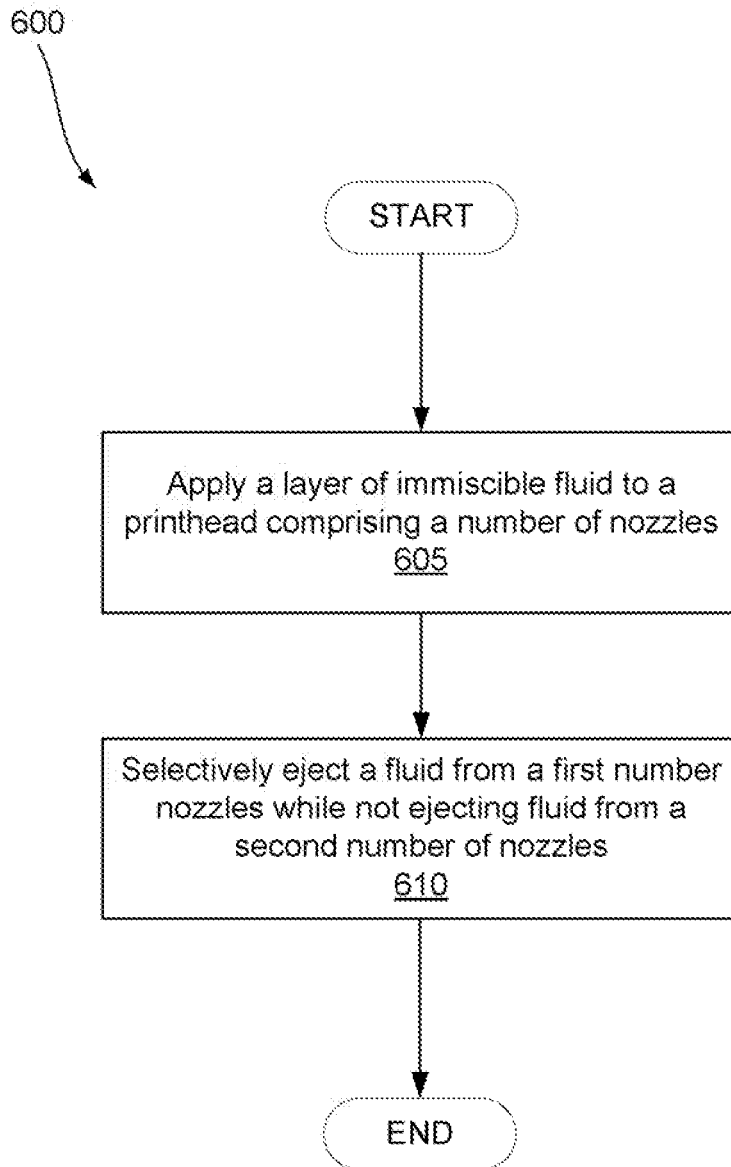 600
START
Apply a layer of immiscible fluid to a
printhead comprising a number of nozzles
605
Selectively eject a fluid from a first number
nozzles while not ejecting fluid from a
second number of nozzles
610
END